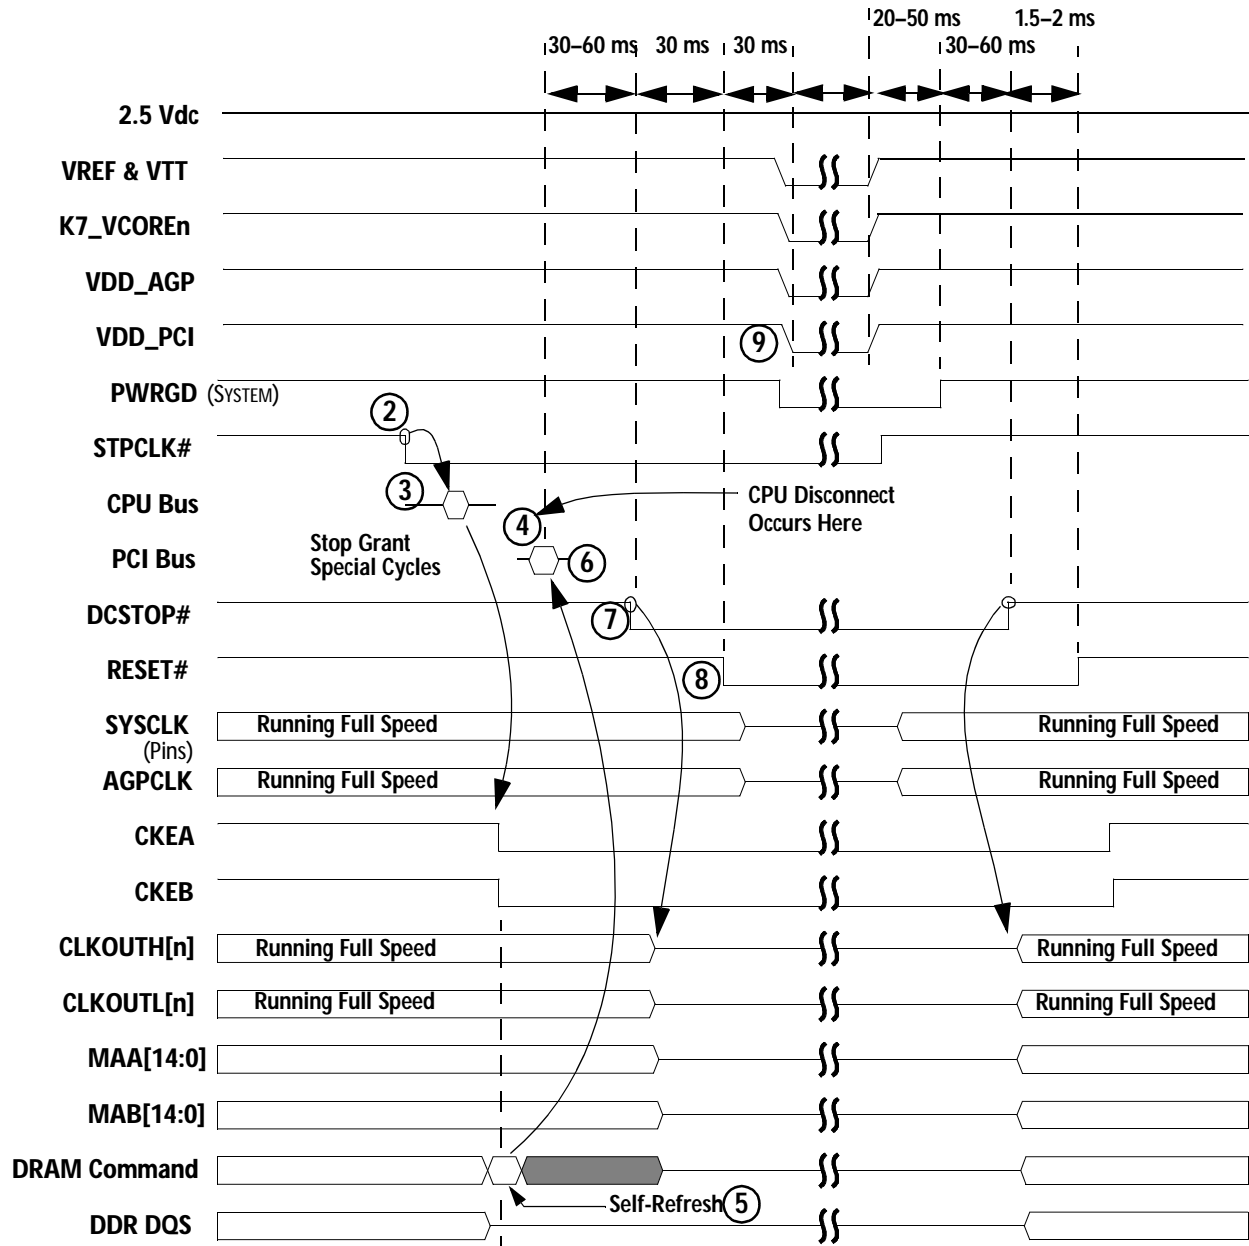 20–50 ms 1.5–2 ms
30–60 ms 30 ms 30 ms 30–60 ms
2.5 Vdc
VREF & VTT
K7_VCOREn
VDD_AGP
VDD_PCI
9
PWRGD (SYSTEM)
2
STPCLK#
3
CPU Bus
CPU Disconnect
Occurs Here
4
Stop Grant
Special Cycles
PCI Bus
6
DCSTOP#
7
RESET#
8
SYSCLK Running Full Speed Running Full Speed
(Pins)
AGPCLK Running Full Speed Running Full Speed
CKEA
CKEB
CLKOUTH[n] Running Full Speed Running Full Speed
CLKOUTL[n] Running Full Speed Running Full Speed
MAA[14:0]
MAB[14:0]
DRAM Command
Self-Refresh 5
DDR DQS